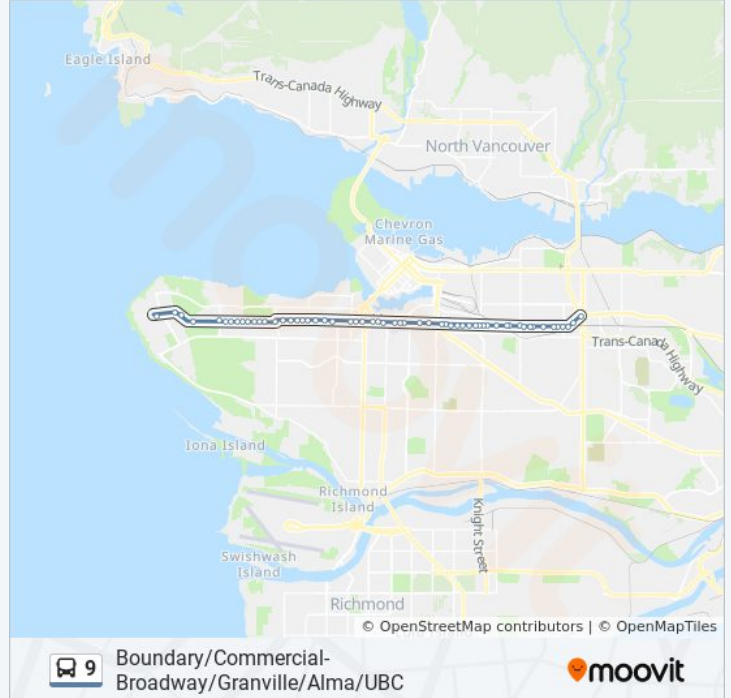 Eagle Island
Trans-Canada Highway
North Vancouver
Chevron
Marine Gas
Trans-Canada Highway
Iona Island
Richmond
Island
Knight Street
Swishwash
Island
Richmond
© OpenStreetMap contributors | © OpenMapTiles
9
Boundary/Commercial-
Broadway/Granville/Alma/UBC
moovit